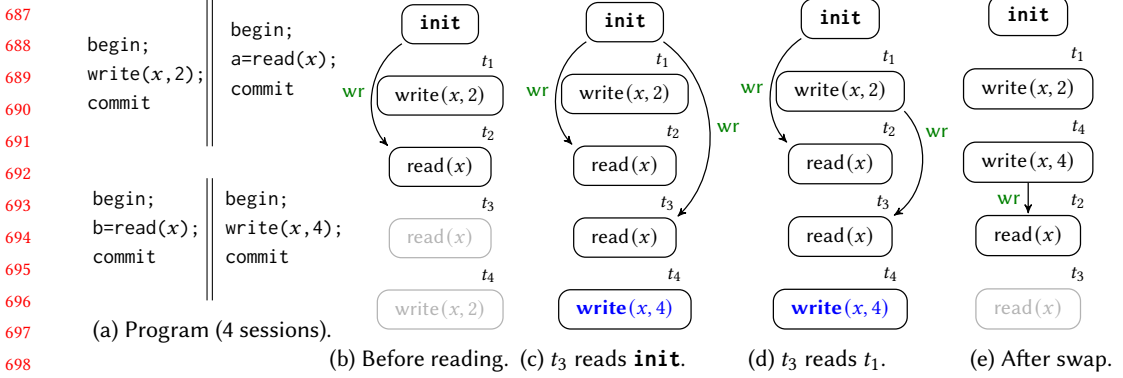 687
688
689
690
691
692
693
694
695
696
697
698
begin;
write(x,2);
commit
begin;
a=read(x);
commit
begin;
b=read(x);
commit
begin;
write(x,4);
commit
(a) Program (4 sessions).
init
t1
write(x, 2)
wr
t2
read(x)
t3
read(x)
t4
write(x, 2)
(b) Before reading.
init
t1
write(x, 2)
wr
wr
t2
read(x)
t3
read(x)
t4
write(x, 4)
(c) t3 reads init.
init
t1
write(x, 2)
wr
wr
t2
read(x)
t3
read(x)
t4
write(x, 4)
(d) t3 reads t1.
init
t1
write(x, 2)
t4
write(x, 4)
wr
t2
read(x)
t3
read(x)
(e) After swap.